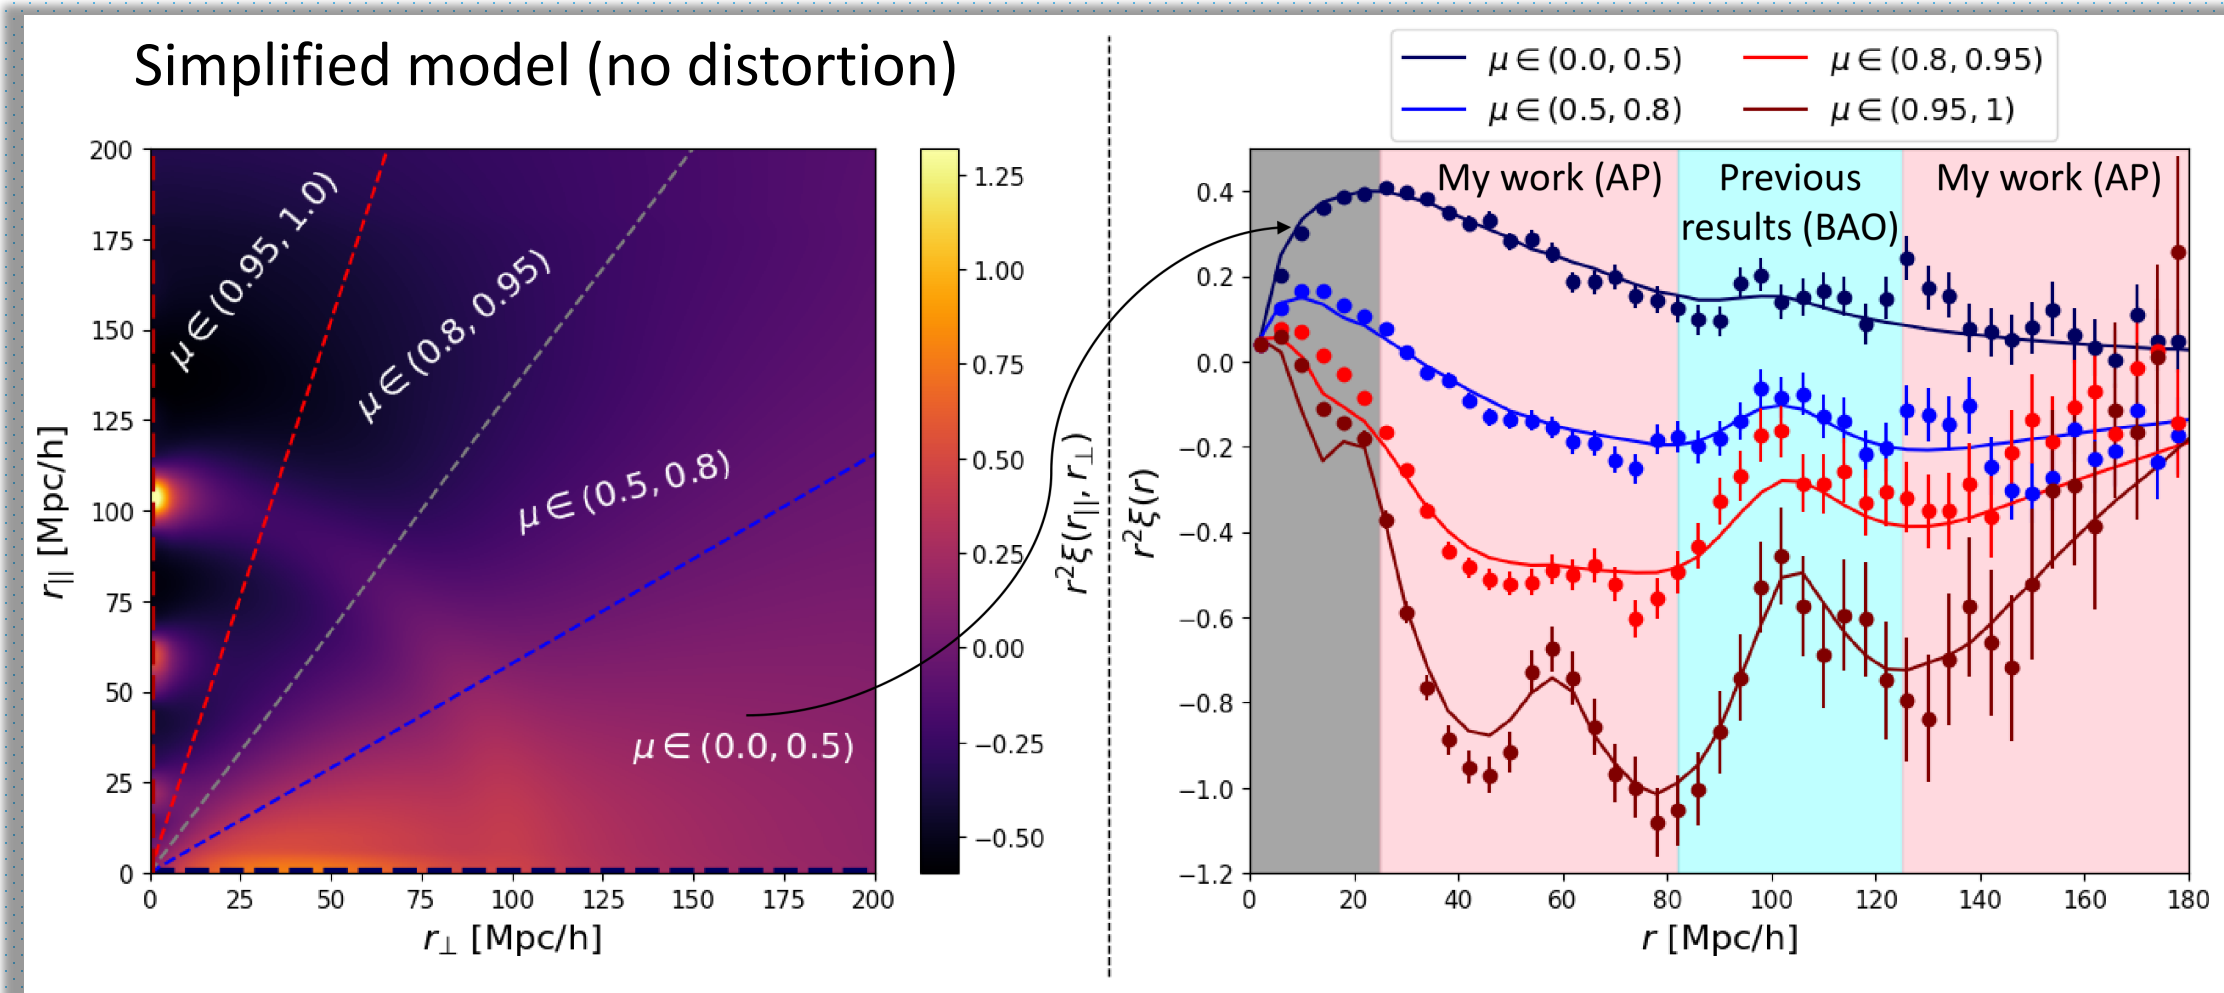 Simplified model (no distortion)
200
175
150
125
100
75
50
25
0
r|| [Mpc/h]
0 25 50 75 100 125 150 175 200
r⊥ [Mpc/h]
μ ∈ (0.95, 1.0)
μ ∈ (0.8, 0.95)
μ ∈ (0.5, 0.8)
μ ∈ (0.0, 0.5)
1.25
1.00
0.75
0.50
0.25
0.00
−0.25
−0.50
r²ξ(r||, r⊥)
μ ∈ (0.0, 0.5) μ ∈ (0.8, 0.95)
μ ∈ (0.5, 0.8) μ ∈ (0.95, 1)
My work (AP)
Previous
results (BAO)
My work (AP)
0.4
0.2
0.0
−0.2
−0.4
−0.6
−0.8
−1.0
−1.2
r²ξ(r)
0 20 40 60 80 100 120 140 160 180
r [Mpc/h]